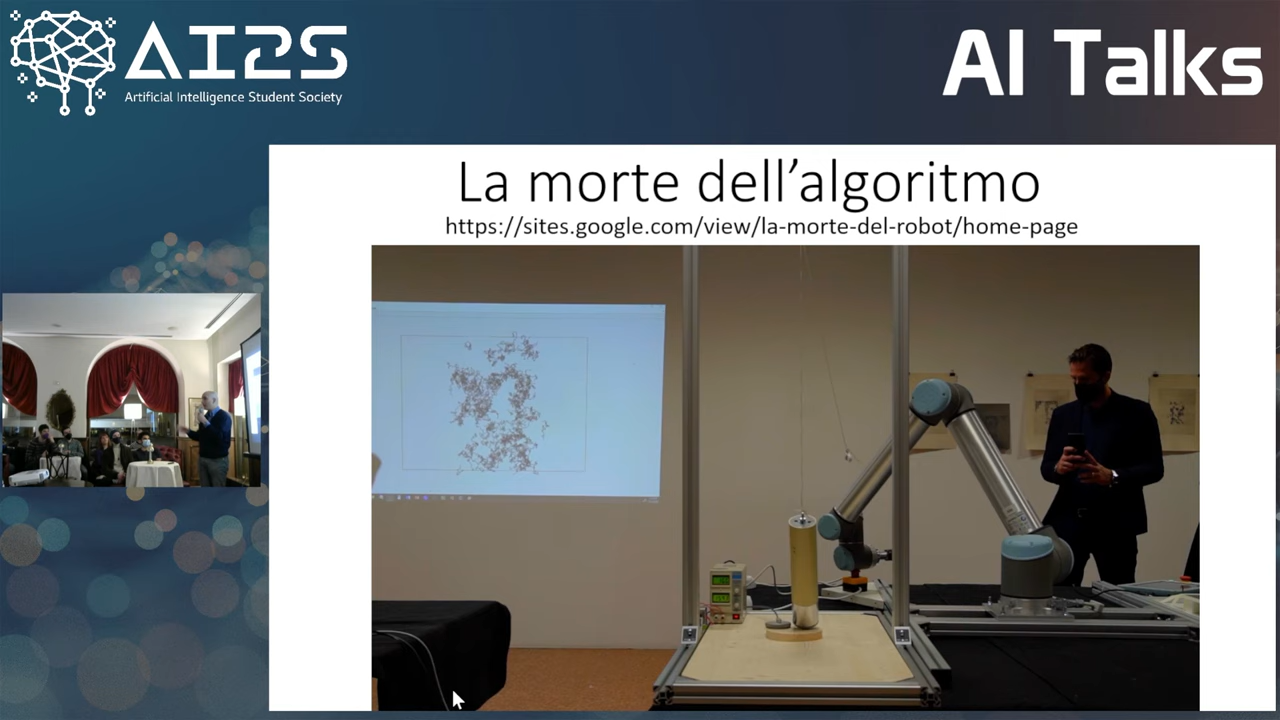 AI2S
Artificial Intelligence Student Society
AI Talks
La morte dell'algoritmo
https://sites.google.com/view/la-morte-del-robot/home-page